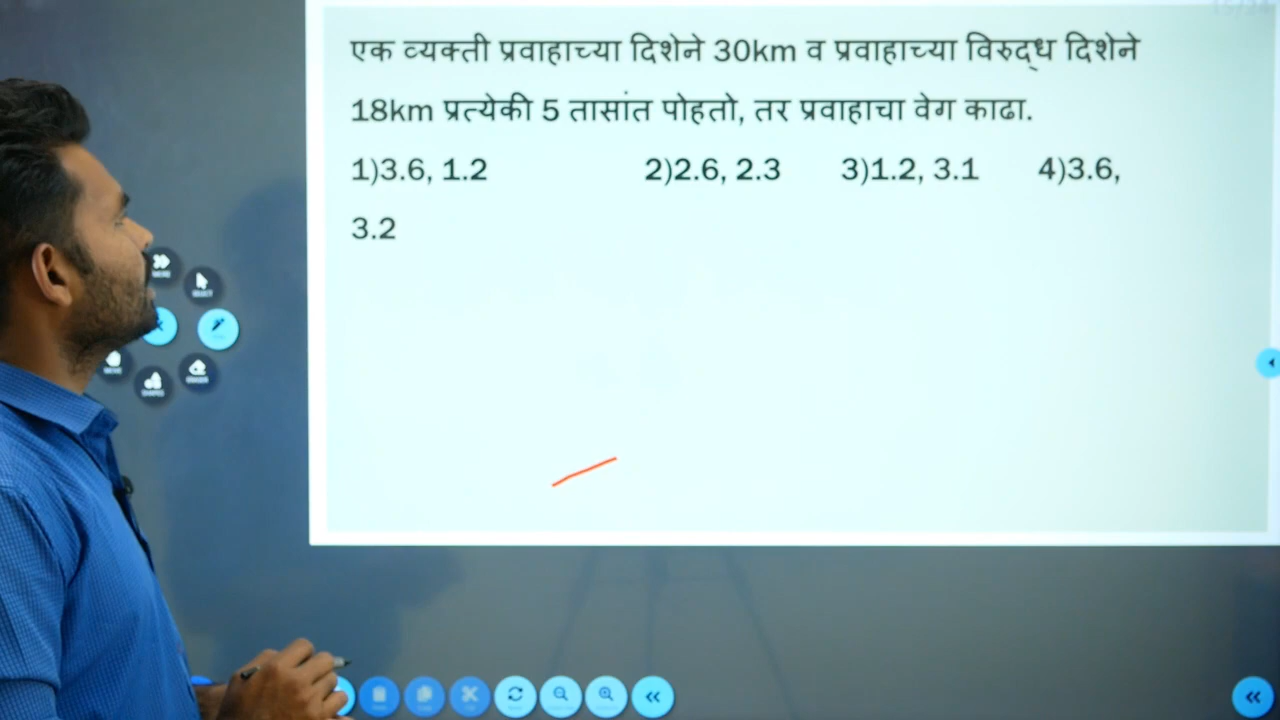 एक व्यक्ती प्रवाहाच्या दिशेने 30km व प्रवाहाच्या विरुद्ध दिशेने
18km प्रत्येकी 5 तासांत पोहतो, तर प्रवाहाचा वेग काढा.
1)3.6, 1.2 2)2.6, 2.3 3)1.2, 3.1 4)3.6,
3.2